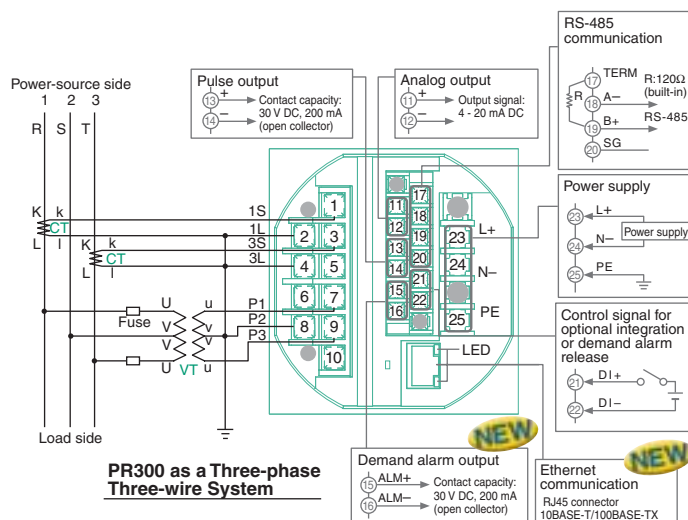 RS-485
communication
17 TERM
R
R:120Ω
(built-in)
18 A−
19 B+
RS-485
20 SG
Pulse output
13 +
14 −
Contact capacity:
30 V DC, 200 mA
(open collector)
Analog output
11 +
12 −
Output signal:
4 - 20 mA DC
Power-source side
1 2 3
R S T
K k
CT
L l
K k
CT
L l
1S
1L
3S
3L
P1
P2
P3
Fuse
U u
V v
V v
U u
VT
Load side
1
2 3
4 5
6 7
8 9
10
11
12
13
14
15
16
17
18
19
20
21
22
23
24
25
L+
N−
PE
LED
Power supply
23 L+
24 N−
Power supply
25 PE
Control signal for
optional integration
or demand alarm
release
21 DI+
22 DI−
PR300 as a Three-phase
Three-wire System
NEW
Demand alarm output
15 ALM+
16 ALM−
Contact capacity:
30 V DC, 200 mA
(open collector)
NEW
Ethernet
communication
RJ45 connector
10BASE-T/100BASE-TX